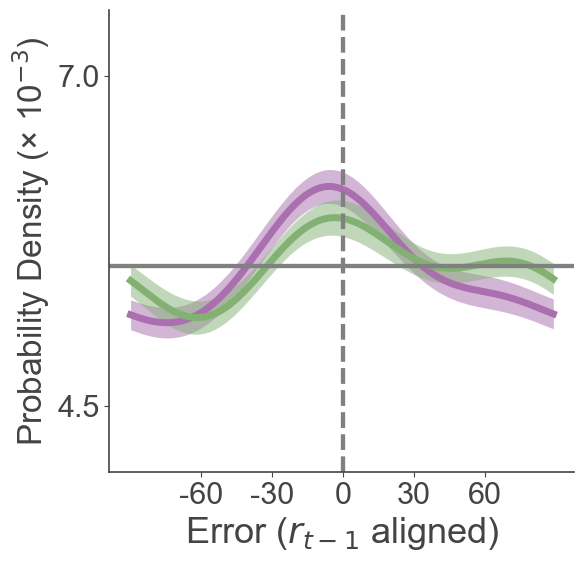 Probability Density (× 10⁻³)
7.0
4.5
-60 -30 0 30 60
Error (rₜ₋₁ aligned)